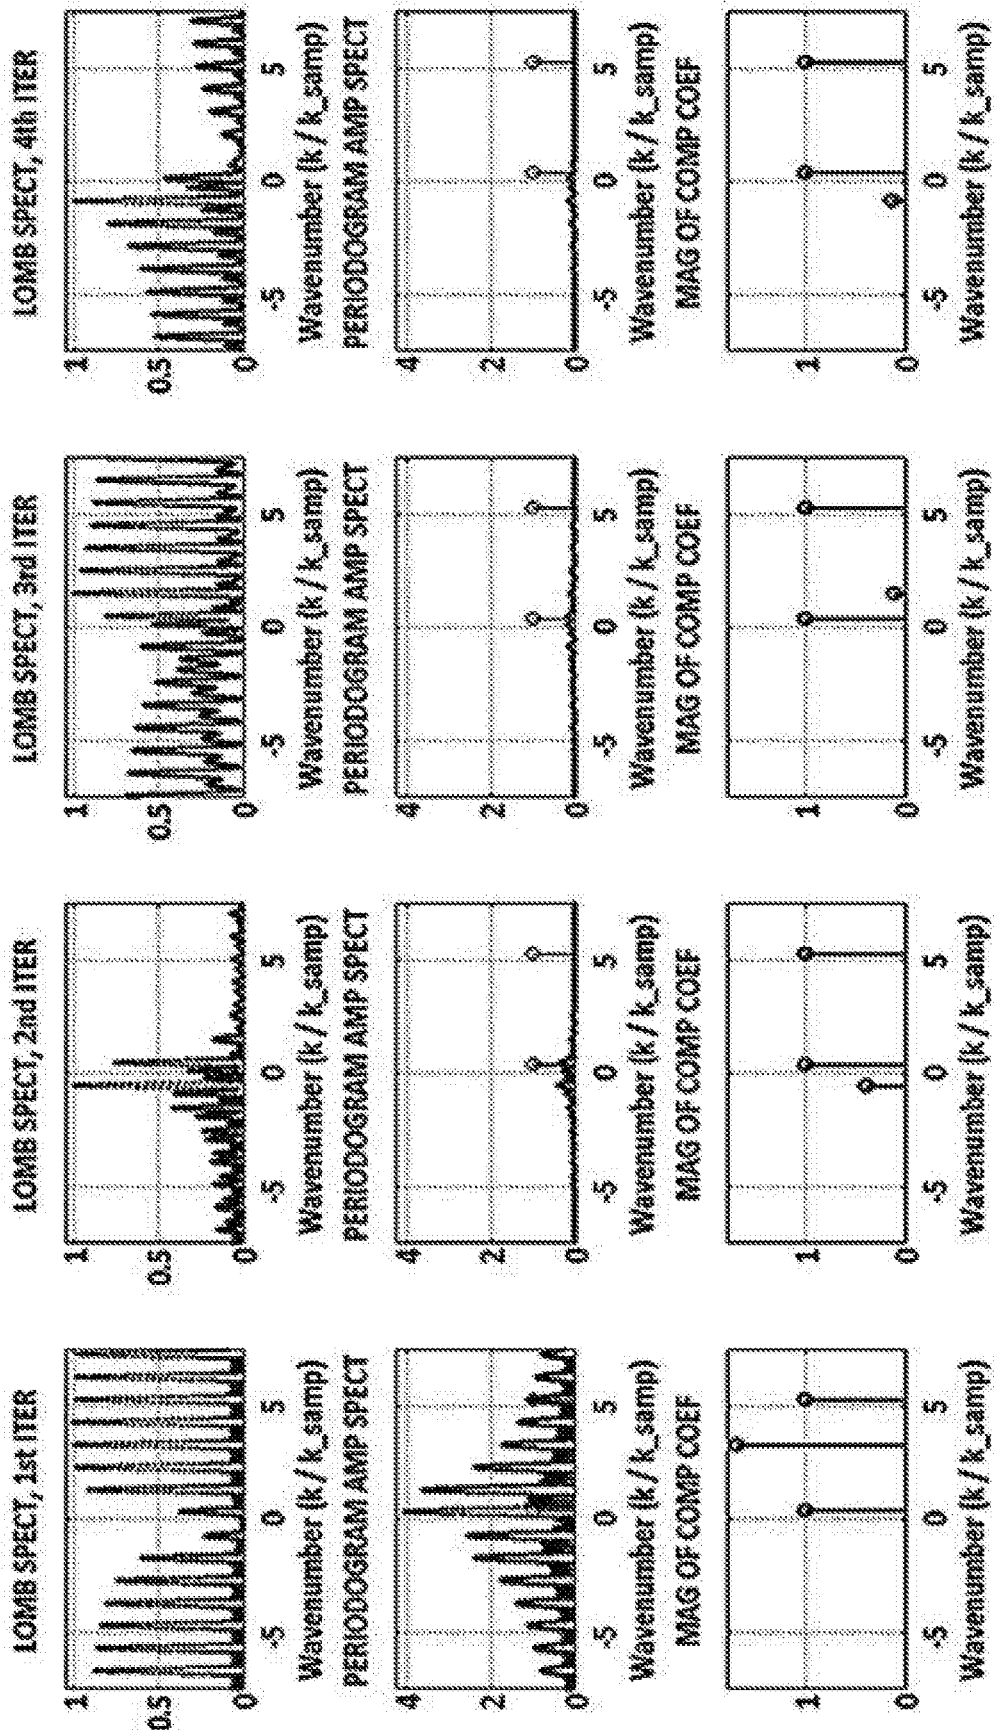 LOMB SPECT, 1st ITER
1
0.5
0
-5 0 5
Wavenumber (k / k_samp)
PERIODOGRAM AMP SPECT
4
2
0
-5 0 5
Wavenumber (k / k_samp)
MAG OF COMP COEF
1
0
-5 0 5
Wavenumber (k / k_samp)
LOMB SPECT, 2nd ITER
1
0.5
0
-5 0 5
Wavenumber (k / k_samp)
PERIODOGRAM AMP SPECT
4
2
0
-5 0 5
Wavenumber (k / k_samp)
MAG OF COMP COEF
1
0
-5 0 5
Wavenumber (k / k_samp)
LOMB SPECT, 3rd ITER
1
0.5
0
-5 0 5
Wavenumber (k / k_samp)
PERIODOGRAM AMP SPECT
4
2
0
-5 0 5
Wavenumber (k / k_samp)
MAG OF COMP COEF
1
0
-5 0 5
Wavenumber (k / k_samp)
LOMB SPECT, 4th ITER
1
0.5
0
-5 0 5
Wavenumber (k / k_samp)
PERIODOGRAM AMP SPECT
4
2
0
-5 0 5
Wavenumber (k / k_samp)
MAG OF COMP COEF
1
0
-5 0 5
Wavenumber (k / k_samp)